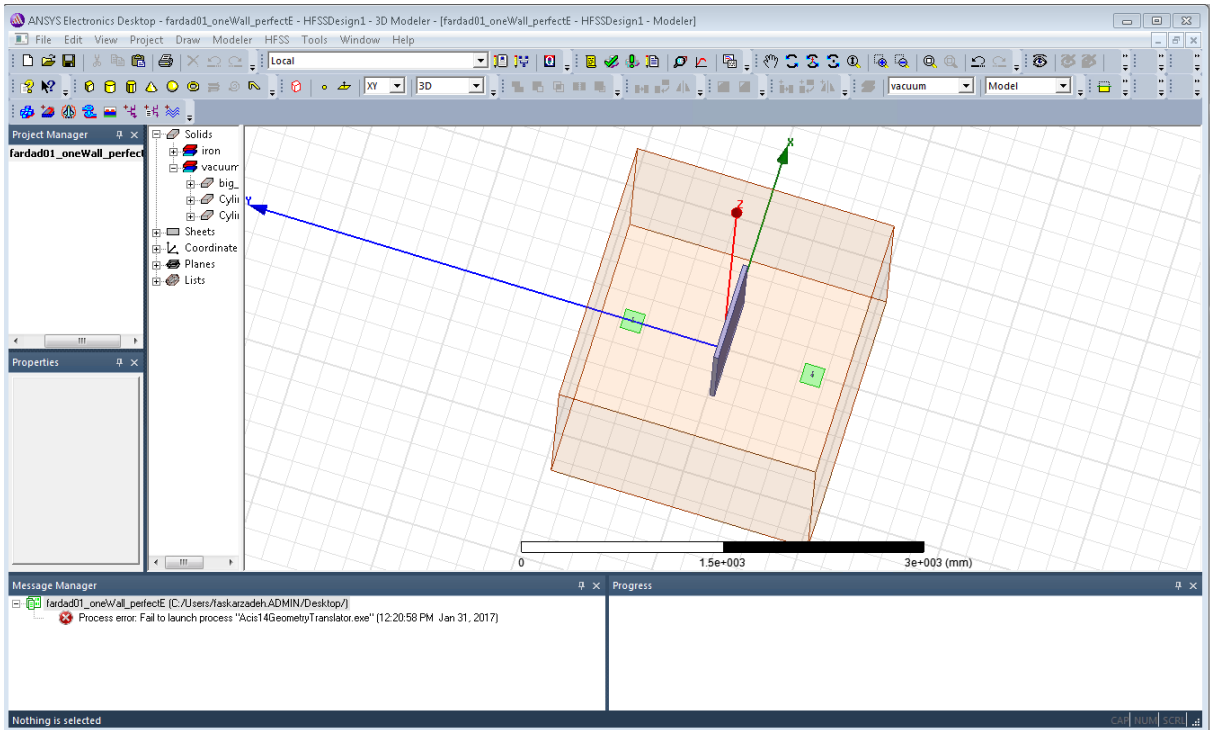 ANSYS Electronics Desktop - fardad01_oneWall_perfectE - HFSSDesign1 - 3D Modeler - [fardad01_oneWall_perfectE - HFSSDesign1 - Modeler]
File Edit View Project Draw Modeler HFSS Tools Window Help
Local
XY 3D vacuum Model
Project Manager
fardad01_oneWall_perfect
Solids
iron
vacuum
big_
Cylin
Cylin
Sheets
Coordinate
Planes
Lists
X
Z
Y
Properties
0 1.5e+003 3e+003 (mm)
Message Manager
fardad01_oneWall_perfectE (C:/Users/faskarzadeh.ADMIN/Desktop/)
Process error: Fail to launch process "Acis14GeometryTranslator.exe" (12:20:58 PM Jan 31, 2017)
Progress
Nothing is selected
CAP NUM SCRL